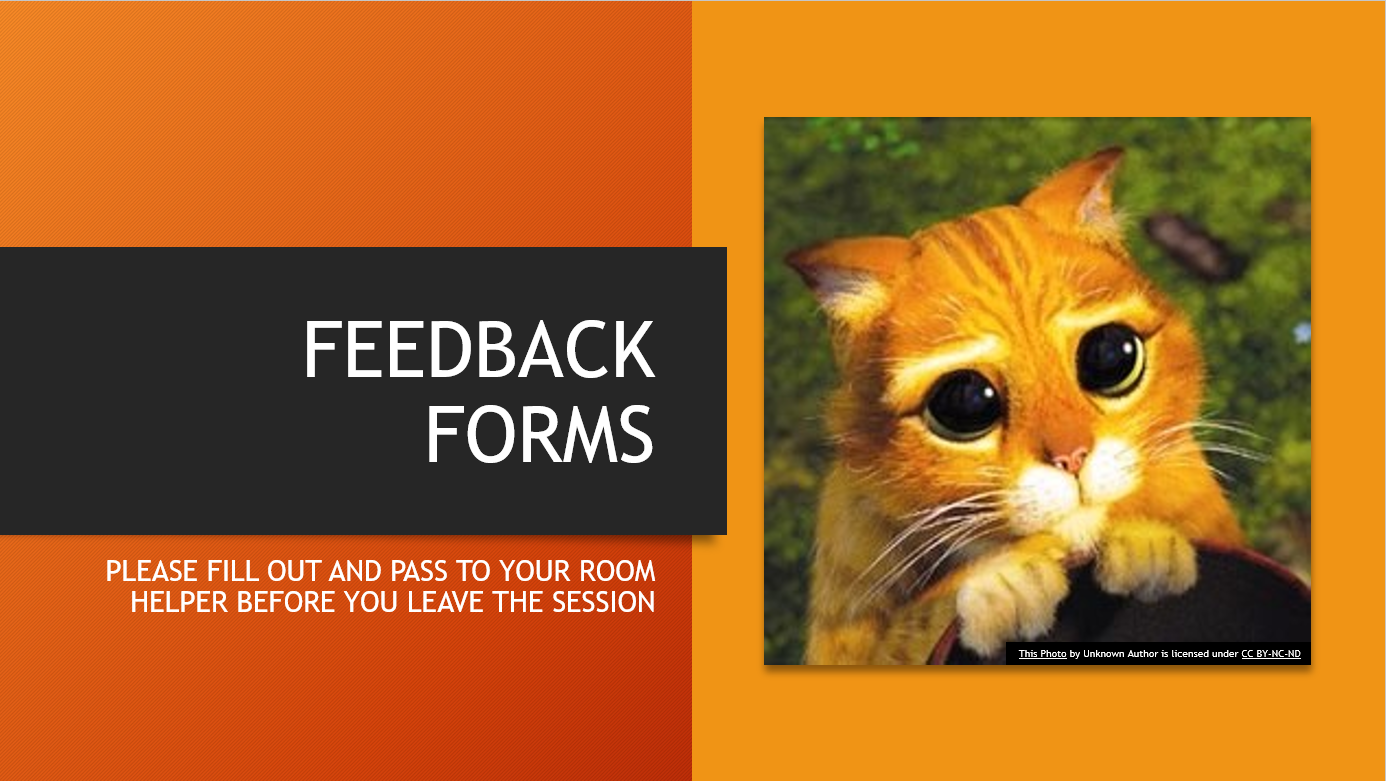 FEEDBACK
FORMS
PLEASE FILL OUT AND PASS TO YOUR ROOM
HELPER BEFORE YOU LEAVE THE SESSION
This Photo by Unknown Author is licensed under CC BY-NC-ND